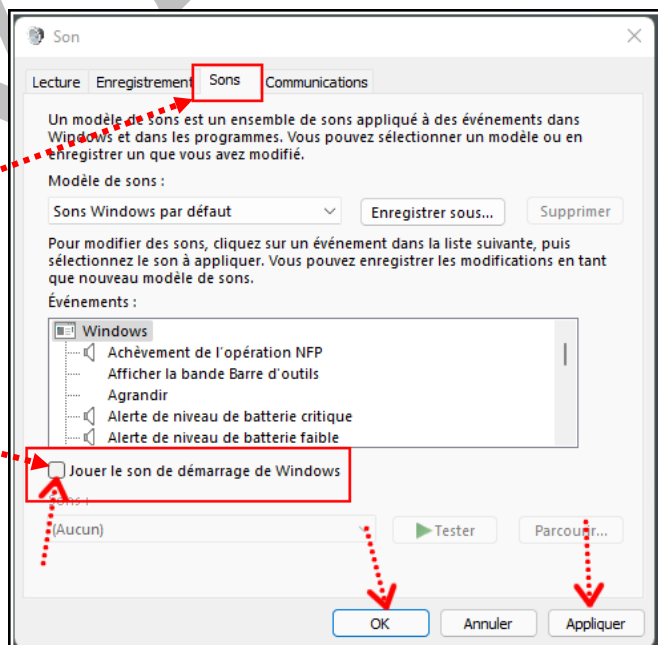 Son
Lecture Enregistrement Sons Communications
Un modèle de sons est un ensemble de sons appliqué à des événements dans
Windows et dans les programmes. Vous pouvez sélectionner un modèle ou en
enregistrer un que vous avez modifié.
Modèle de sons :
Sons Windows par défaut Enregistrer sous... Supprimer
Pour modifier des sons, cliquez sur un événement dans la liste suivante, puis
sélectionnez le son à appliquer. Vous pouvez enregistrer les modifications en tant
que nouveau modèle de sons.
Événements :
Windows
Achèvement de l'opération NFP
Afficher la bande Barre d'outils
Agrandir
Alerte de niveau de batterie critique
Alerte de niveau de batterie faible
Jouer le son de démarrage de Windows
Sons :
(Aucun) Tester Parcourir...
OK Annuler Appliquer